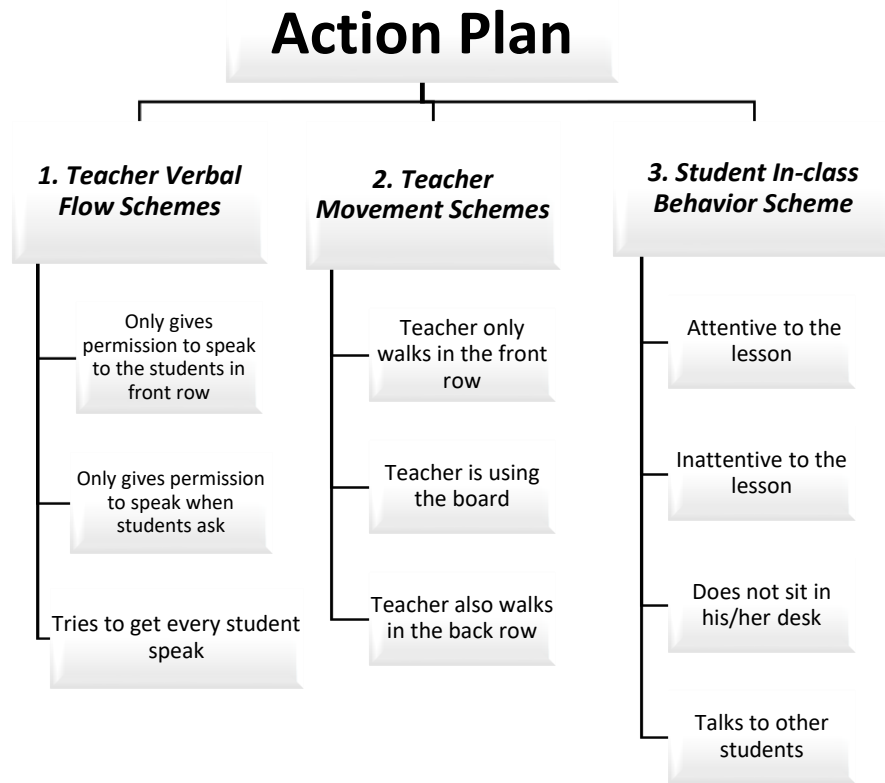 Action Plan
1. Teacher Verbal
Flow Schemes
Only gives
permission to speak
to the students in
front row
Only gives permission
to speak when
students ask
Tries to get every student
speak
2. Teacher
Movement Schemes
Teacher only
walks in the front
row
Teacher is using
the board
Teacher also walks
in the back row
3. Student In-class
Behavior Scheme
Attentive to the
lesson
Inattentive to the
lesson
Does not sit in
his/her desk
Talks to other
students